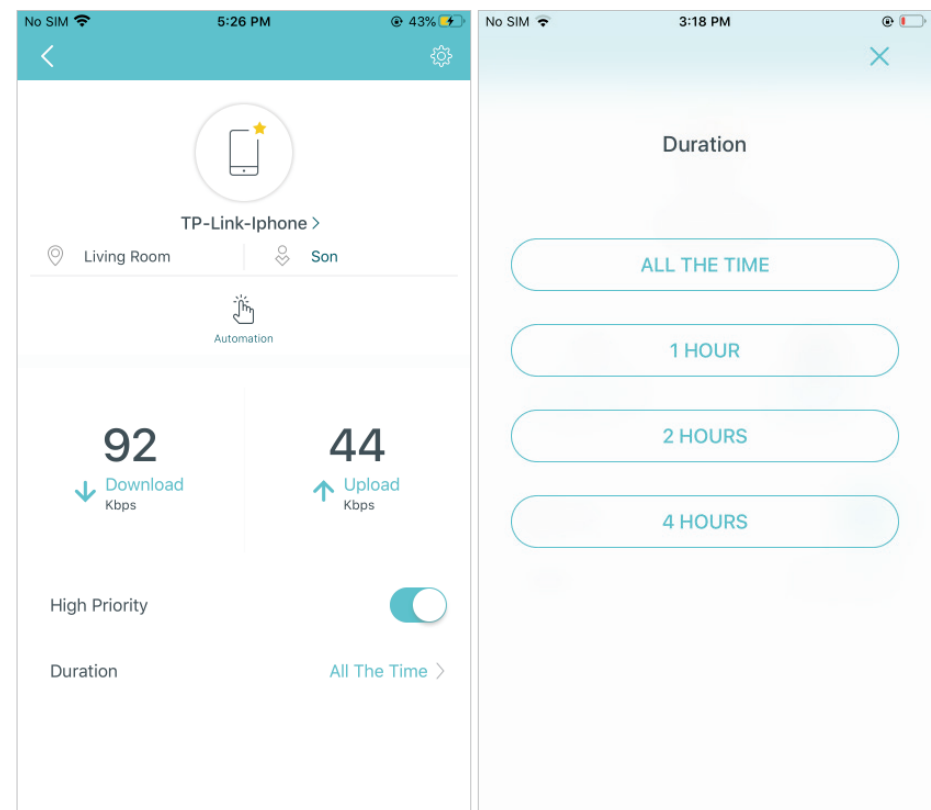 No SIM 5:26 PM 43%
TP-Link-Iphone >
Living Room Son
Automation
92 44
Download Upload
Kbps Kbps
High Priority
Duration All The Time >
No SIM 3:18 PM
Duration
ALL THE TIME
1 HOUR
2 HOURS
4 HOURS